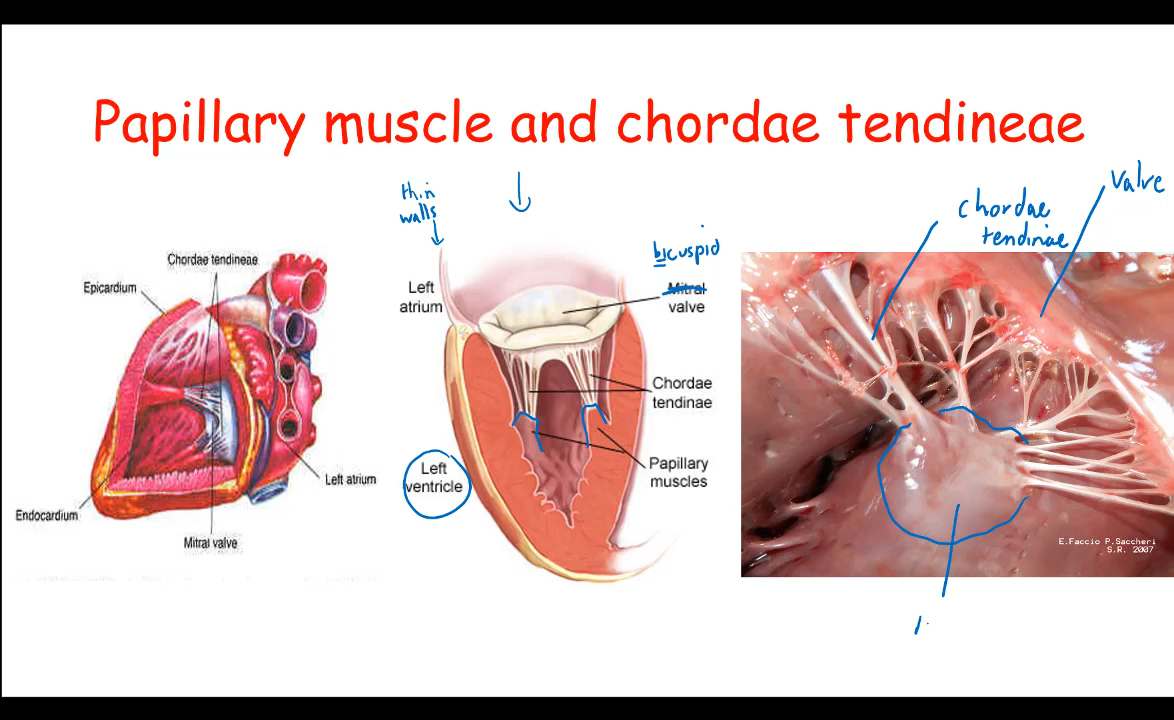 Papillary muscle and chordae tendineae
thin
walls
bicuspid
Chordae
tendiniae
Valve
Chordae tendineae
Epicardium
Left atrium
Endocardium
Mitral valve
Left
atrium
Mitral
valve
Chordae
tendinae
Left
ventricle
Papillary
muscles
E.Faccio P.Saccheri
S.R. 2007